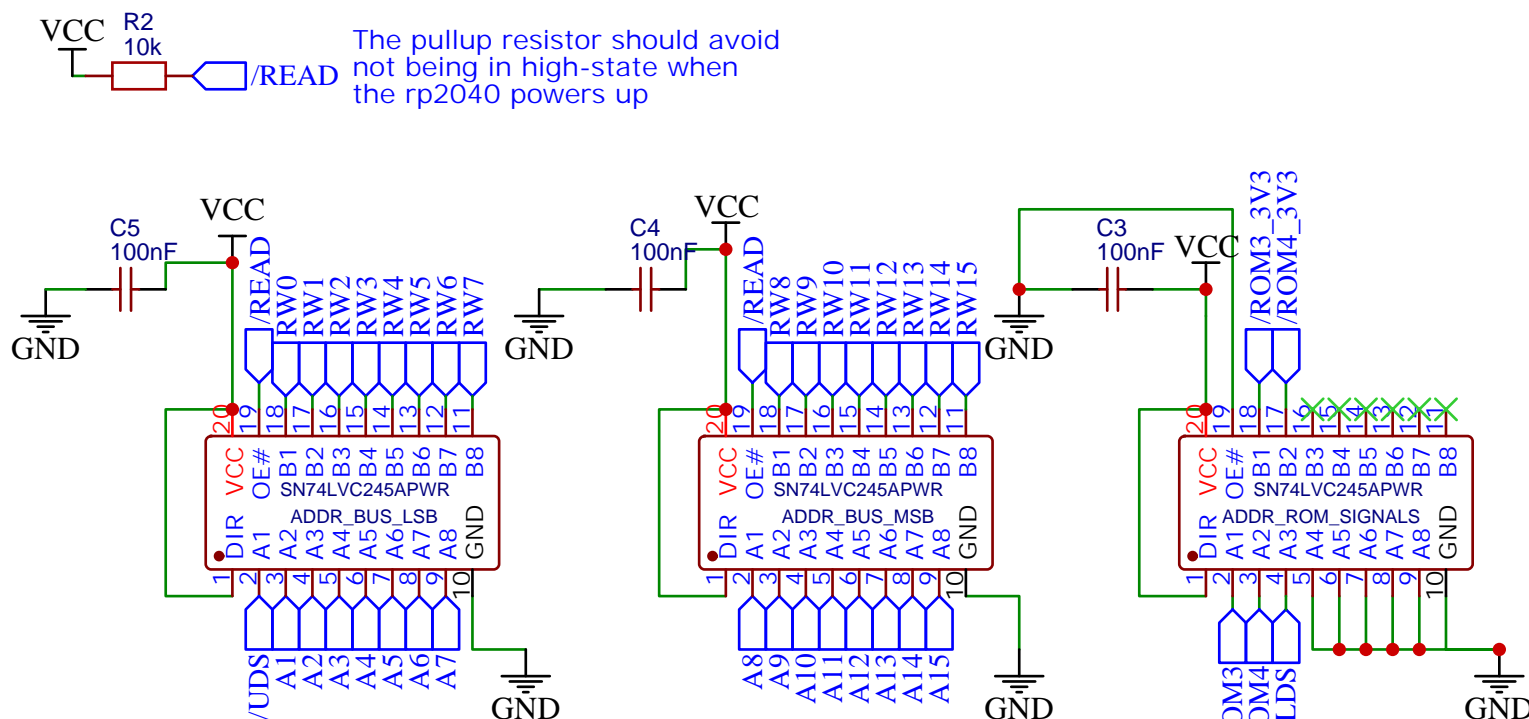 VCC
R2
10k
/READ
The pullup resistor should avoid
not being in high-state when
the rp2040 powers up
VCC
C5
100nF
GND
/READ
RW0
RW1
RW2
RW3
RW4
RW5
RW6
RW7
20
19
18
17
16
15
14
13
12
11
VCC
OE#
B1
B2
B3
B4
B5
B6
B7
B8
SN74LVC245APWR
ADDR_BUS_LSB
DIR
A1
A2
A3
A4
A5
A6
A7
A8
GND
1
2
3
4
5
6
7
8
9
10
/UDS
A1
A2
A3
A4
A5
A6
A7
GND
VCC
C4
100nF
GND
/READ
RW8
RW9
RW10
RW11
RW12
RW13
RW14
RW15
20
19
18
17
16
15
14
13
12
11
VCC
OE#
B1
B2
B3
B4
B5
B6
B7
B8
SN74LVC245APWR
ADDR_BUS_MSB
DIR
A1
A2
A3
A4
A5
A6
A7
A8
GND
1
2
3
4
5
6
7
8
9
10
A8
A9
A10
A11
A12
A13
A14
A15
GND
C3
100nF
VCC
GND
/ROM3_3V3
/ROM4_3V3
20
19
18
17
16
15
14
13
12
11
VCC
OE#
B1
B2
B3
B4
B5
B6
B7
B8
SN74LVC245APWR
ADDR_ROM_SIGNALS
DIR
A1
A2
A3
A4
A5
A6
A7
A8
GND
1
2
3
4
5
6
7
8
9
10
OM3
OM4
LDS
GND